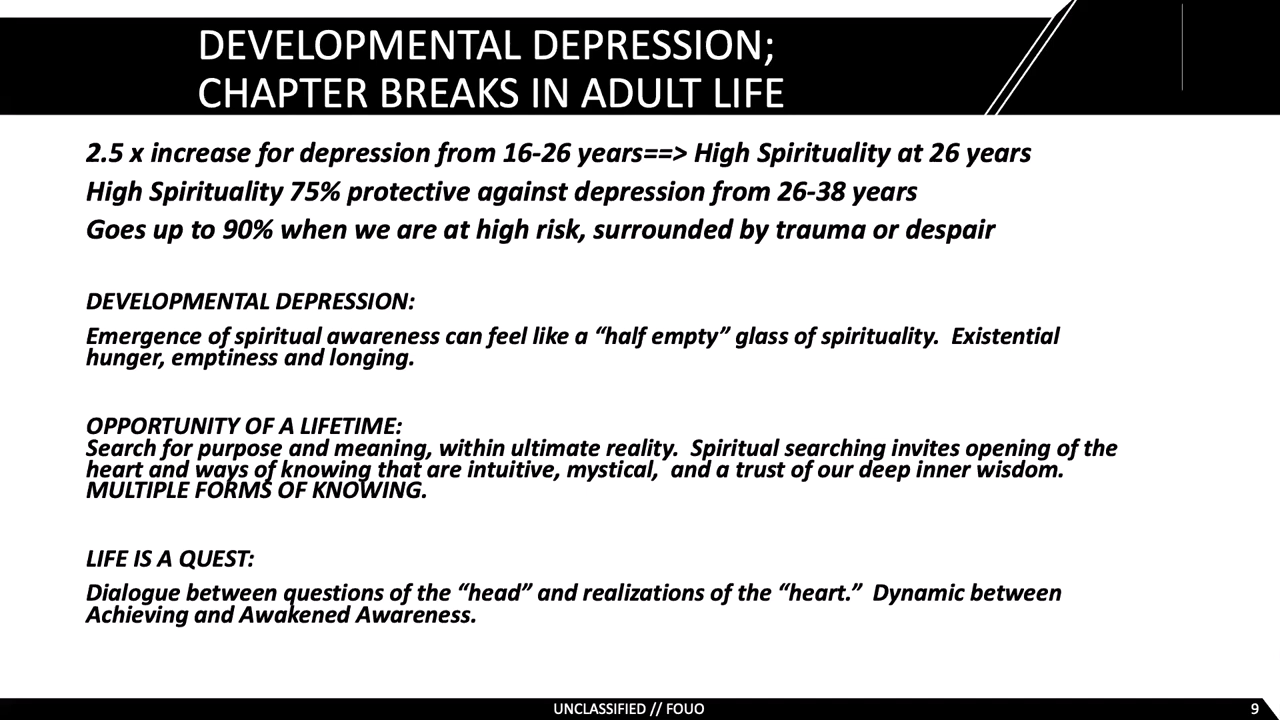 DEVELOPMENTAL DEPRESSION;
CHAPTER BREAKS IN ADULT LIFE
2.5 x increase for depression from 16-26 years==> High Spirituality at 26 years
High Spirituality 75% protective against depression from 26-38 years
Goes up to 90% when we are at high risk, surrounded by trauma or despair
DEVELOPMENTAL DEPRESSION:
Emergence of spiritual awareness can feel like a “half empty” glass of spirituality.  Existential
hunger, emptiness and longing.
OPPORTUNITY OF A LIFETIME:
Search for purpose and meaning, within ultimate reality.  Spiritual searching invites opening of the
heart and ways of knowing that are intuitive, mystical,  and a trust of our deep inner wisdom.
MULTIPLE FORMS OF KNOWING.
LIFE IS A QUEST:
Dialogue between questions of the “head” and realizations of the “heart.”  Dynamic between
Achieving and Awakened Awareness.
UNCLASSIFIED // FOUO
9